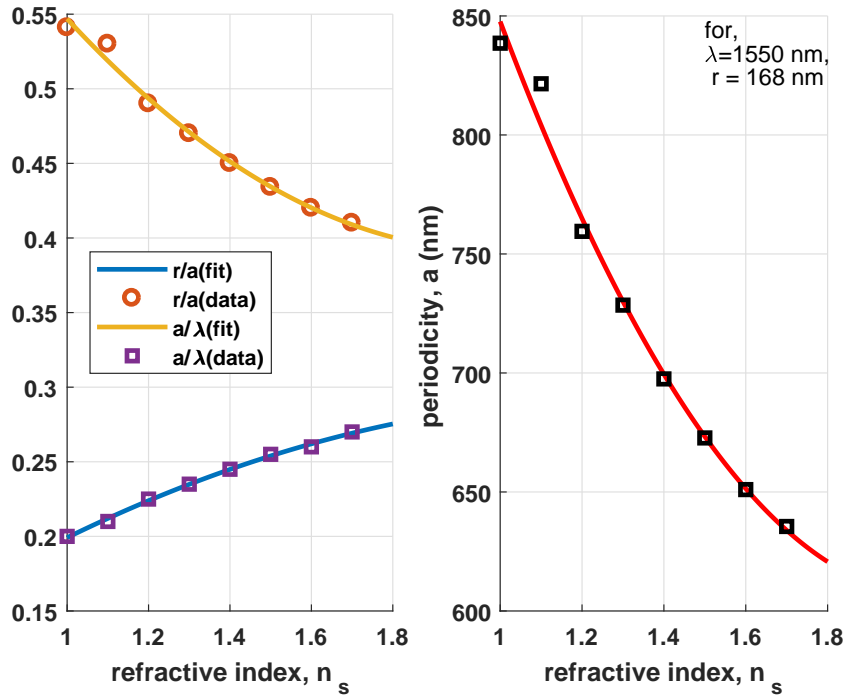 0.55
0.5
0.45
0.4
0.35
0.3
0.25
0.2
0.15
r/a(fit)
r/a(data)
a/λ(fit)
a/λ(data)
1 1.2 1.4 1.6 1.8
refractive index, n s
850
800
750
700
650
600
periodicity, a (nm)
for,
λ=1550 nm,
r = 168 nm
1 1.2 1.4 1.6 1.8
refractive index, n s